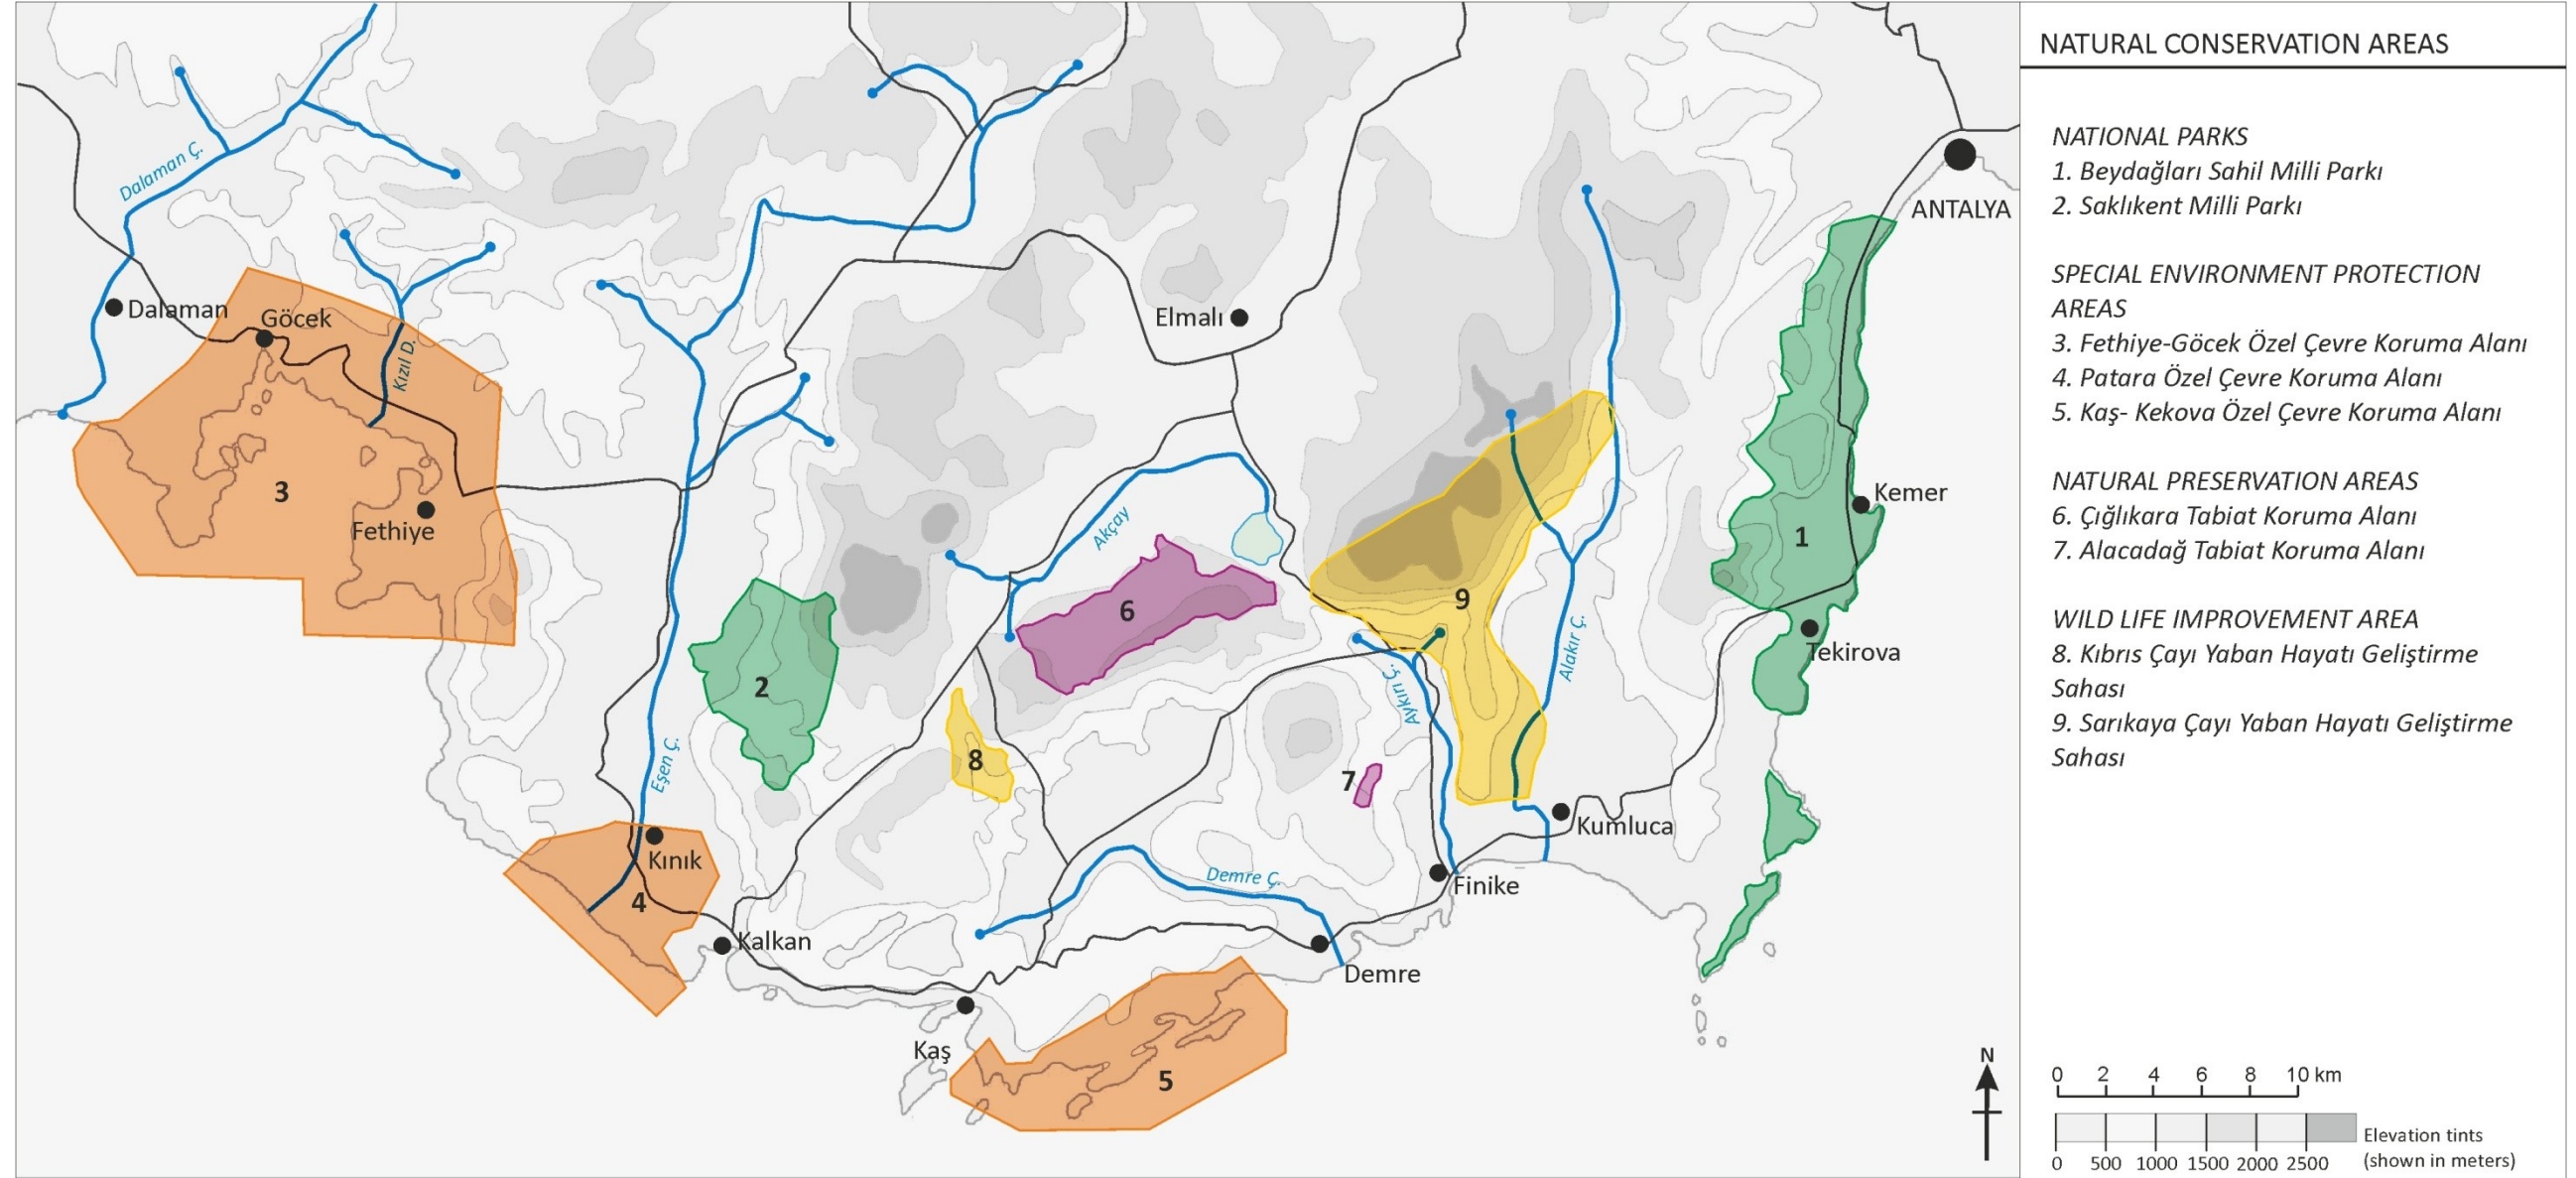 NATURAL CONSERVATION AREAS
NATIONAL PARKS
1. Beydağları Sahil Milli Parkı
2. Saklıkent Milli Parkı
SPECIAL ENVIRONMENT PROTECTION
AREAS
3. Fethiye-Göcek Özel Çevre Koruma Alanı
4. Patara Özel Çevre Koruma Alanı
5. Kaş- Kekova Özel Çevre Koruma Alanı
NATURAL PRESERVATION AREAS
6. Çığlıkara Tabiat Koruma Alanı
7. Alacadağ Tabiat Koruma Alanı
WILD LIFE IMPROVEMENT AREA
8. Kıbrıs Çayı Yaban Hayatı Geliştirme
Sahası
9. Sarıkaya Çayı Yaban Hayatı Geliştirme
Sahası
0 2 4 6 8 10 km
Elevation tints
(shown in meters)
0 500 1000 1500 2000 2500
N
Dalaman Ç.
ANTALYA
Dalaman
Göcek
Elmalı
Kızıl D.
3
Kemer
Fethiye
Akçay
1
6
9
Alakır Ç.
Tekirova
2
Aykırı Ç.
Eşen Ç.
8
7
Kumluca
Kınık
Demre Ç.
Finike
4
Kalkan
Demre
Kaş
5